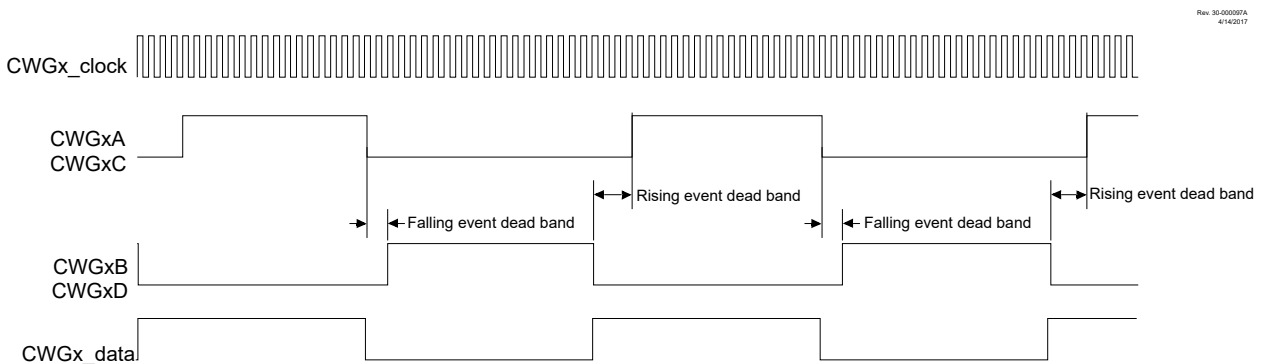 Rev. 30-000097A
4/14/2017
CWGx_clock
CWGxA
CWGxC
Rising event dead band
Rising event dead band
Falling event dead band
Falling event dead band
CWGxB
CWGxD
CWGx_data